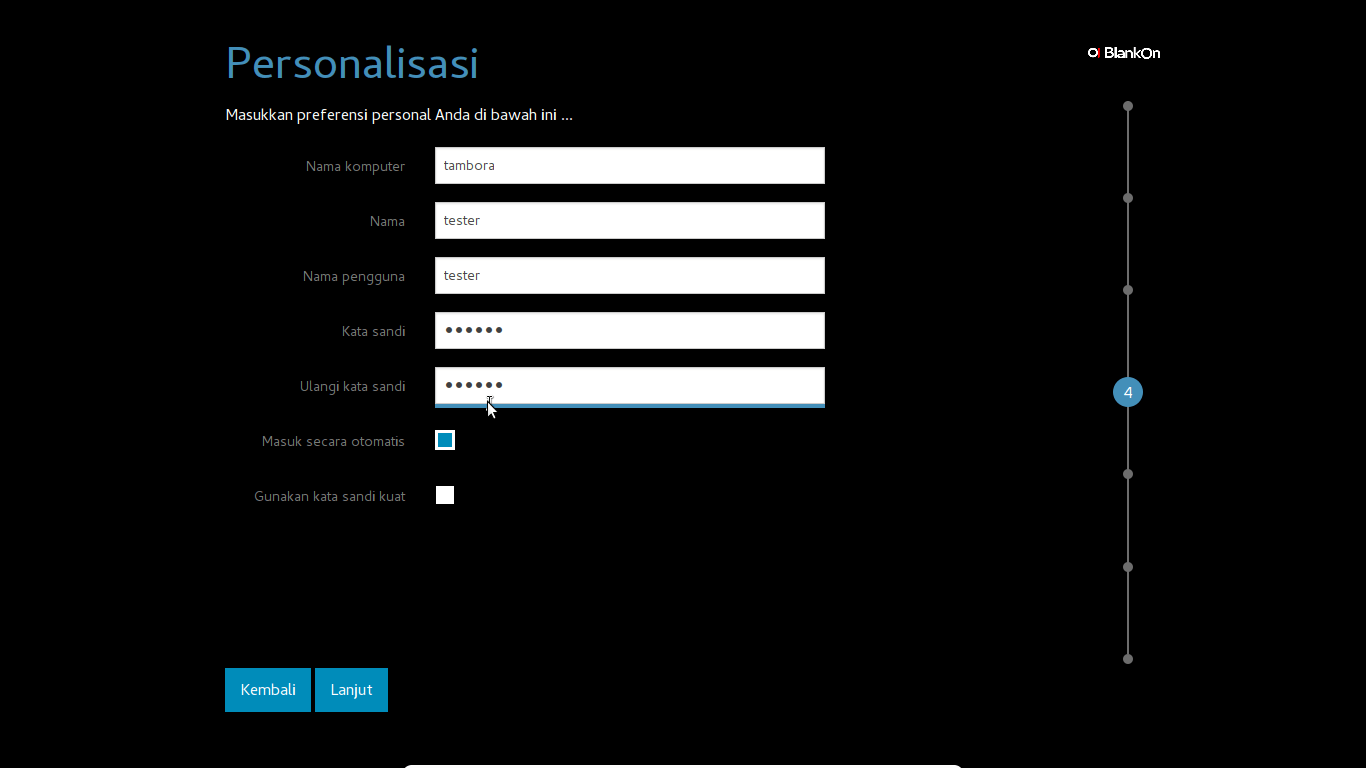 Personalisasi
BlankOn
Masukkan preferensi personal Anda di bawah ini ...
Nama komputer tambora
Nama tester
Nama pengguna tester
Kata sandi ••••••
Ulangi kata sandi ••••••
Masuk secara otomatis
4
Gunakan kata sandi kuat
Kembali Lanjut